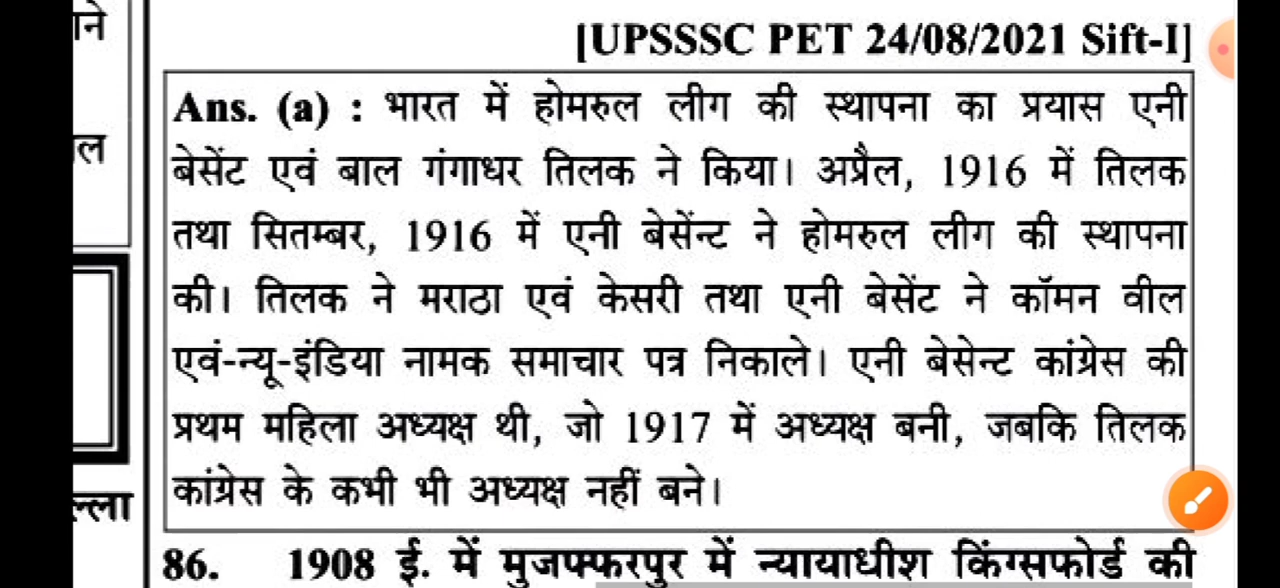 ने
ल
ल्ला
[UPSSSC PET 24/08/2021 Sift-I]
Ans. (a) : भारत में होमरुल लीग की स्थापना का प्रयास एनी
बेसेंट एवं बाल गंगाधर तिलक ने किया। अप्रैल, 1916 में तिलक
तथा सितम्बर, 1916 में एनी बेसेंन्ट ने होमरुल लीग की स्थापना
की। तिलक ने मराठा एवं केसरी तथा एनी बेसेंट ने कॉमन वील
एवं-न्यू-इंडिया नामक समाचार पत्र निकाले। एनी बेसेन्ट कांग्रेस की
प्रथम महिला अध्यक्ष थी, जो 1917 में अध्यक्ष बनी, जबकि तिलक
कांग्रेस के कभी भी अध्यक्ष नहीं बने।
86. 1908 ई. में मुजफ्फरपुर में न्यायाधीश किंग्सफोर्ड की